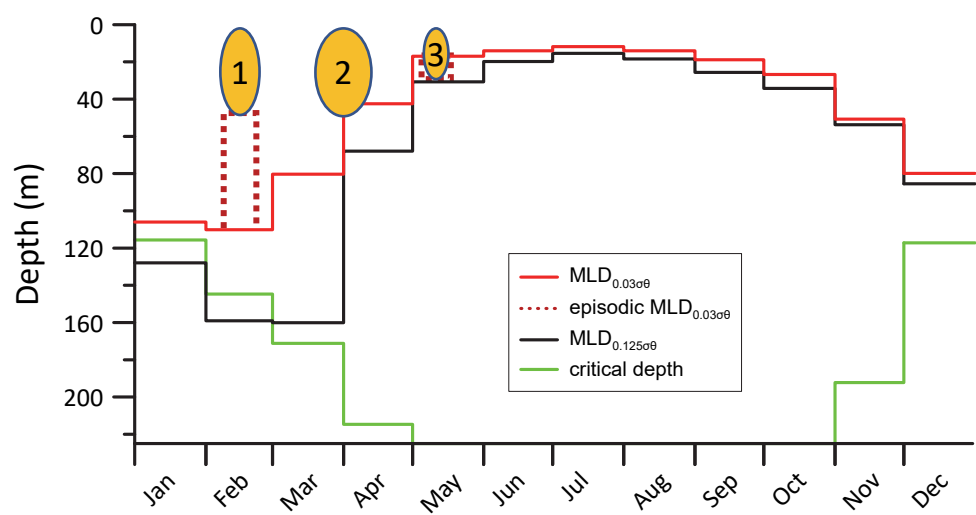 0
40
80
120
160
200
Depth (m)
1
2
3
MLD0.03σθ
episodic MLD0.03σθ
MLD0.125σθ
critical depth
Jan Feb Mar Apr May Jun Jul Aug Sep Oct Nov Dec